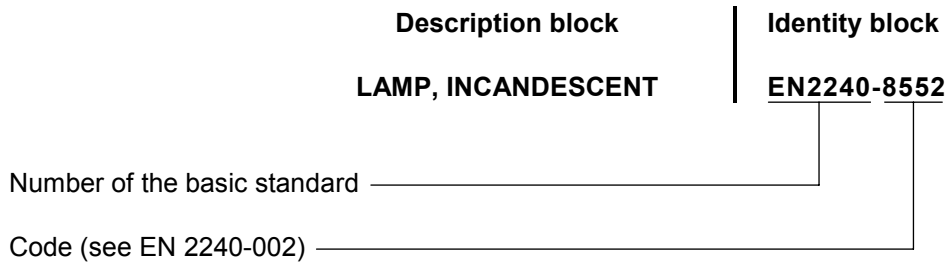 Description block Identity block
LAMP, INCANDESCENT EN2240-8552
Number of the basic standard
Code (see EN 2240-002)